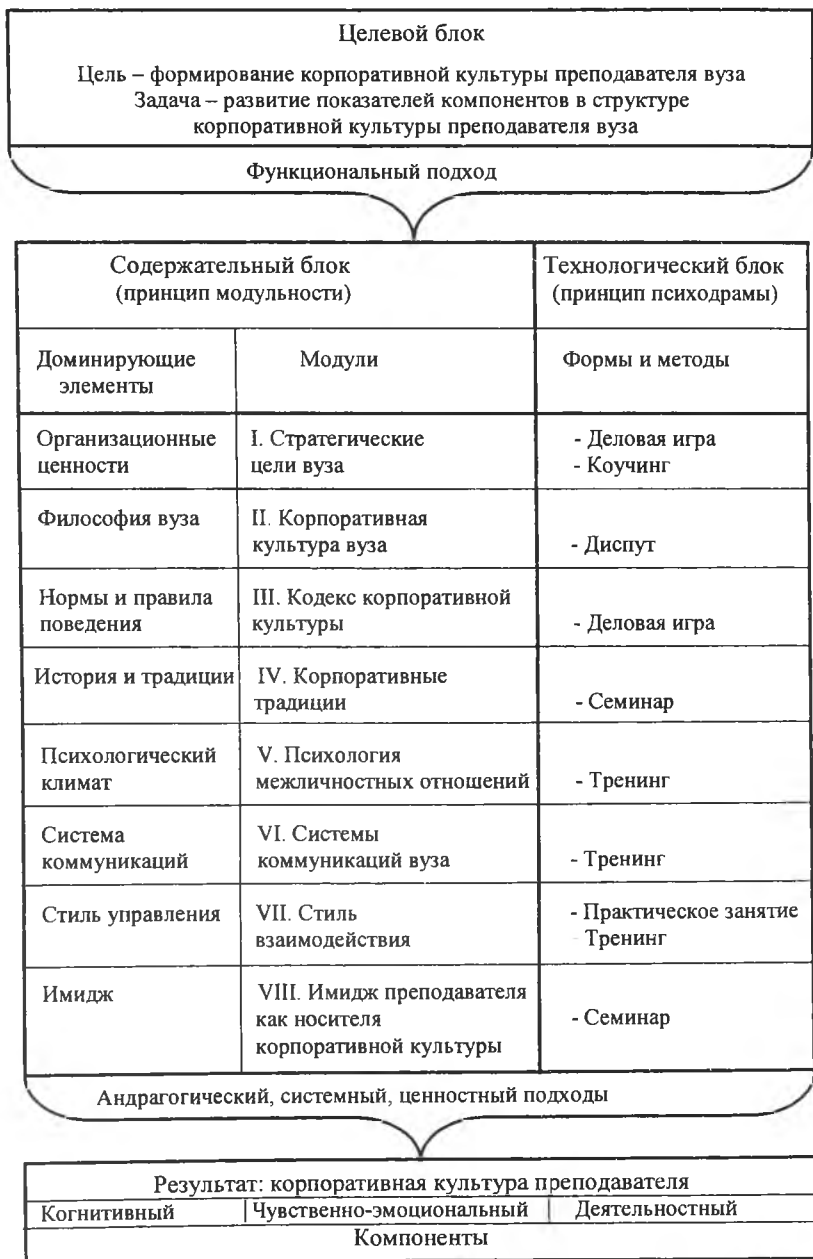 Целевой блок
Цель – формирование корпоративной культуры преподавателя вуза
Задача – развитие показателей компонентов в структуре
корпоративной культуры преподавателя вуза
Функциональный подход
Содержательный блок
(принцип модульности)
Технологический блок
(принцип психодрамы)
Доминирующие
элементы
Модули
Формы и методы
Организационные
ценности
I. Стратегические
цели вуза
- Деловая игра
- Коучинг
Философия вуза
II. Корпоративная
культура вуза
- Диспут
Нормы и правила
поведения
III. Кодекс корпоративной
культуры
- Деловая игра
История и традиции
IV. Корпоративные
традиции
- Семинар
Психологический
климат
V. Психология
межличностных отношений
- Тренинг
Система
коммуникаций
VI. Системы
коммуникаций вуза
- Тренинг
Стиль управления
VII. Стиль
взаимодействия
- Практическое занятие
- Тренинг
Имидж
VIII. Имидж преподавателя
как носителя
корпоративной культуры
- Семинар
Андрагогический, системный, ценностный подходы
Результат: корпоративная культура преподавателя
Когнитивный
Чувственно-эмоциональный
Деятельностный
Компоненты